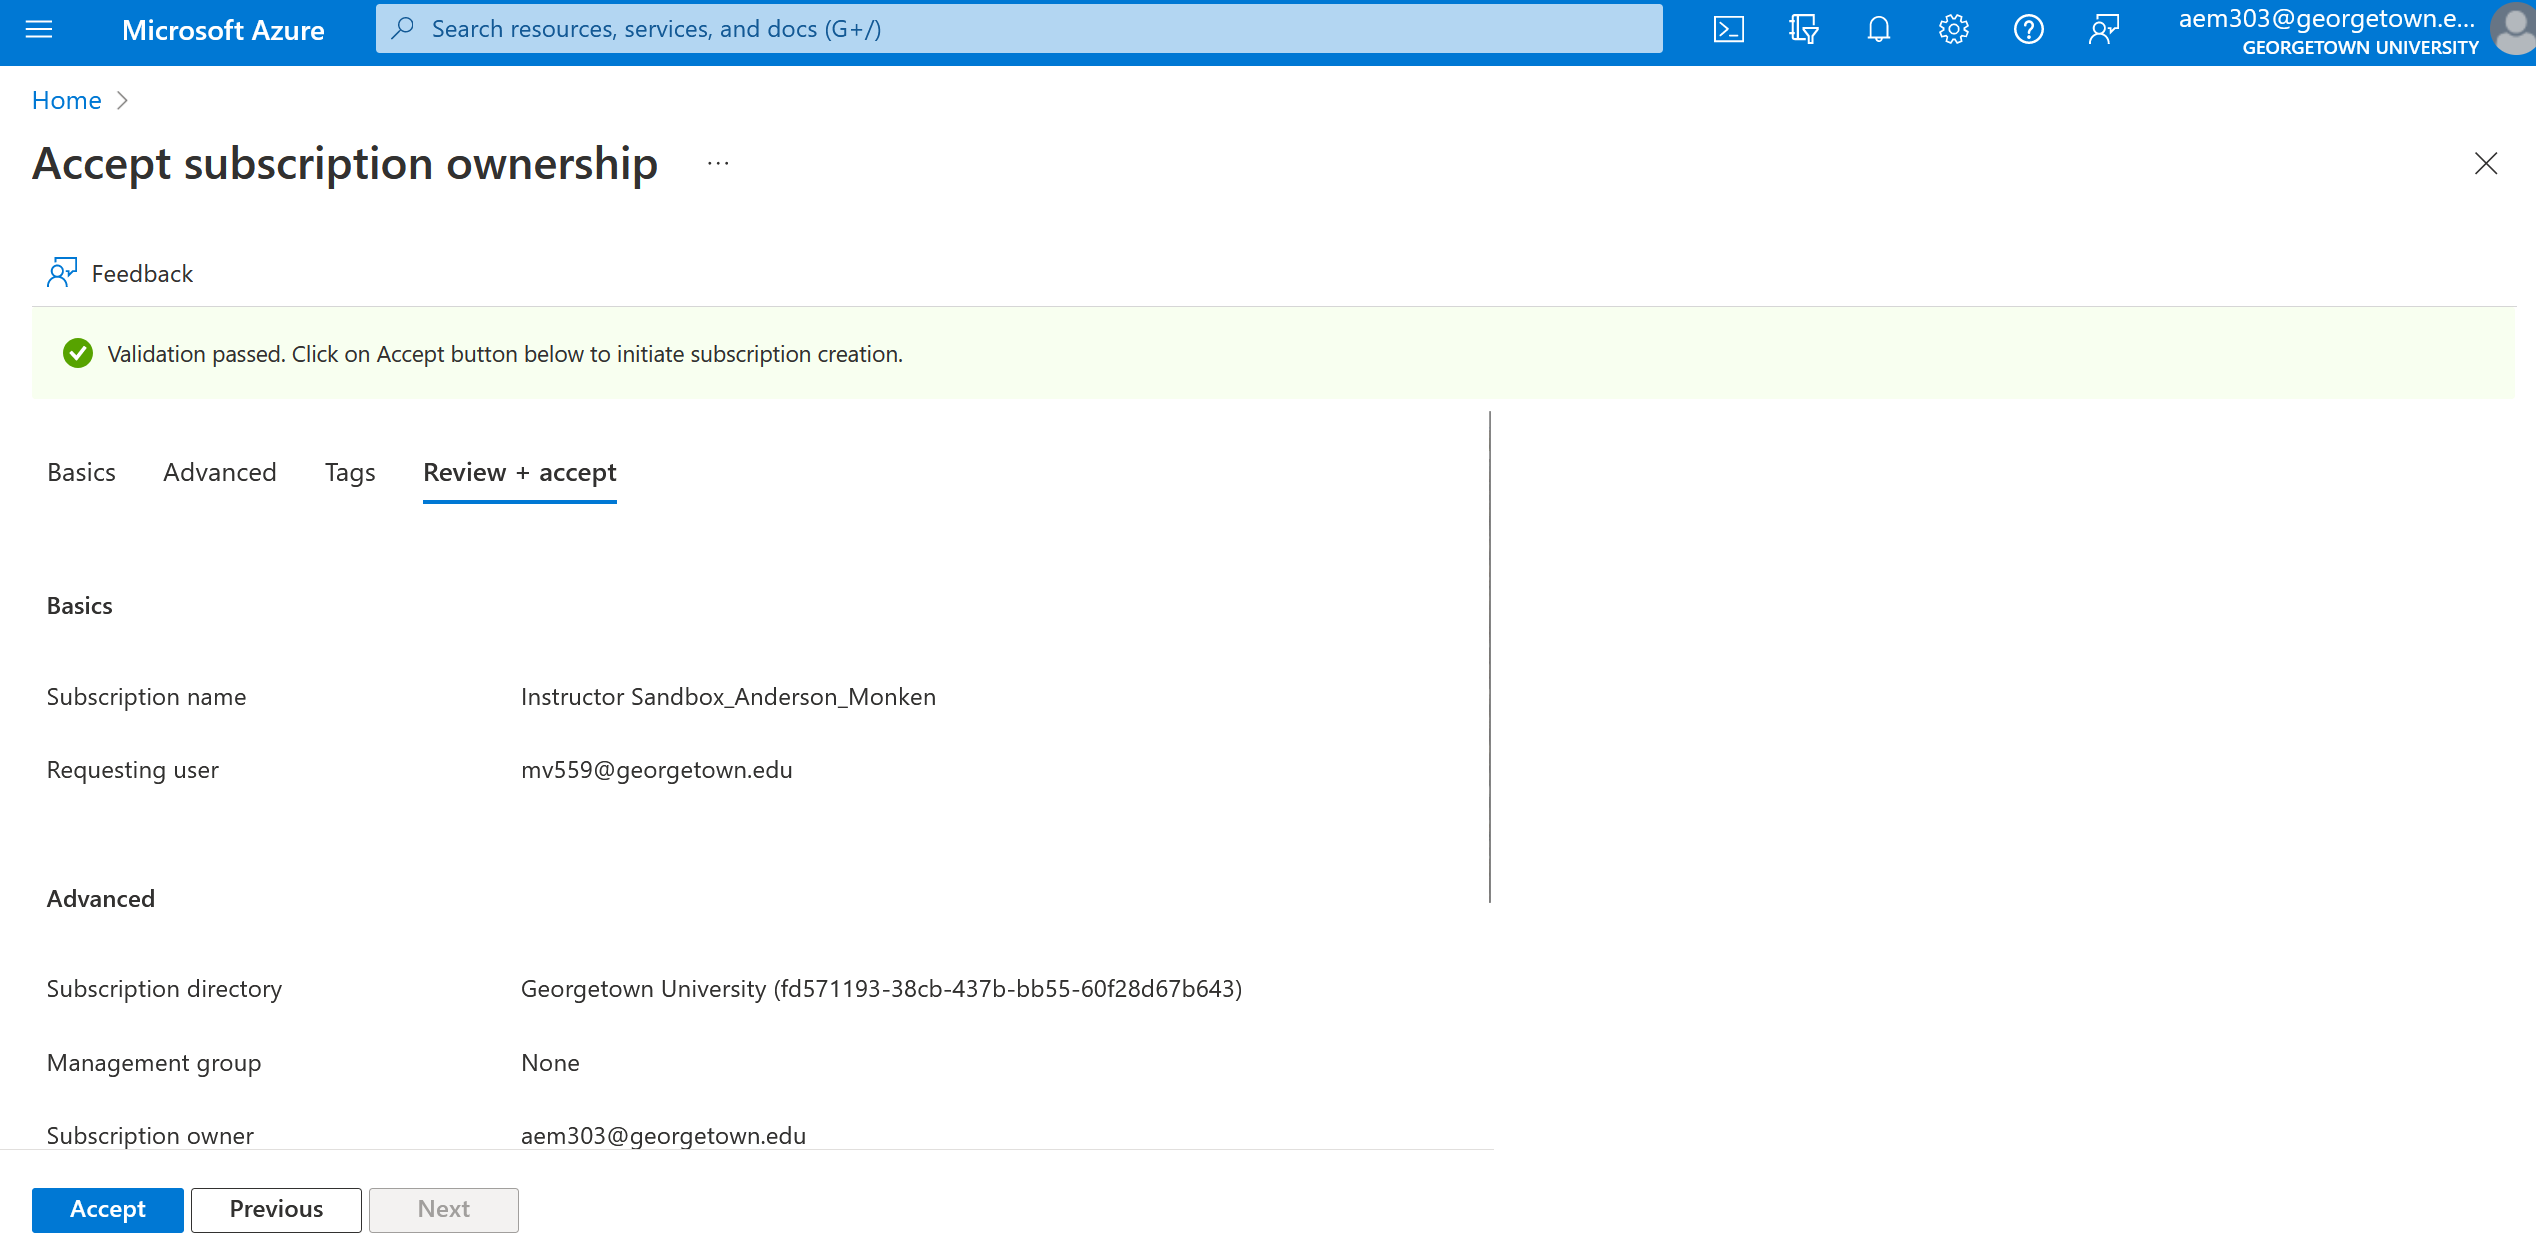 Microsoft Azure
Search resources, services, and docs (G+/)
aem303@georgetown.e...
GEORGETOWN UNIVERSITY
Home
Accept subscription ownership
...
Feedback
Validation passed. Click on Accept button below to initiate subscription creation.
Basics Advanced Tags Review + accept
Basics
Subscription name Instructor Sandbox_Anderson_Monken
Requesting user mv559@georgetown.edu
Advanced
Subscription directory Georgetown University (fd571193-38cb-437b-bb55-60f28d67b643)
Management group None
Subscription owner aem303@georgetown.edu
Accept Previous Next